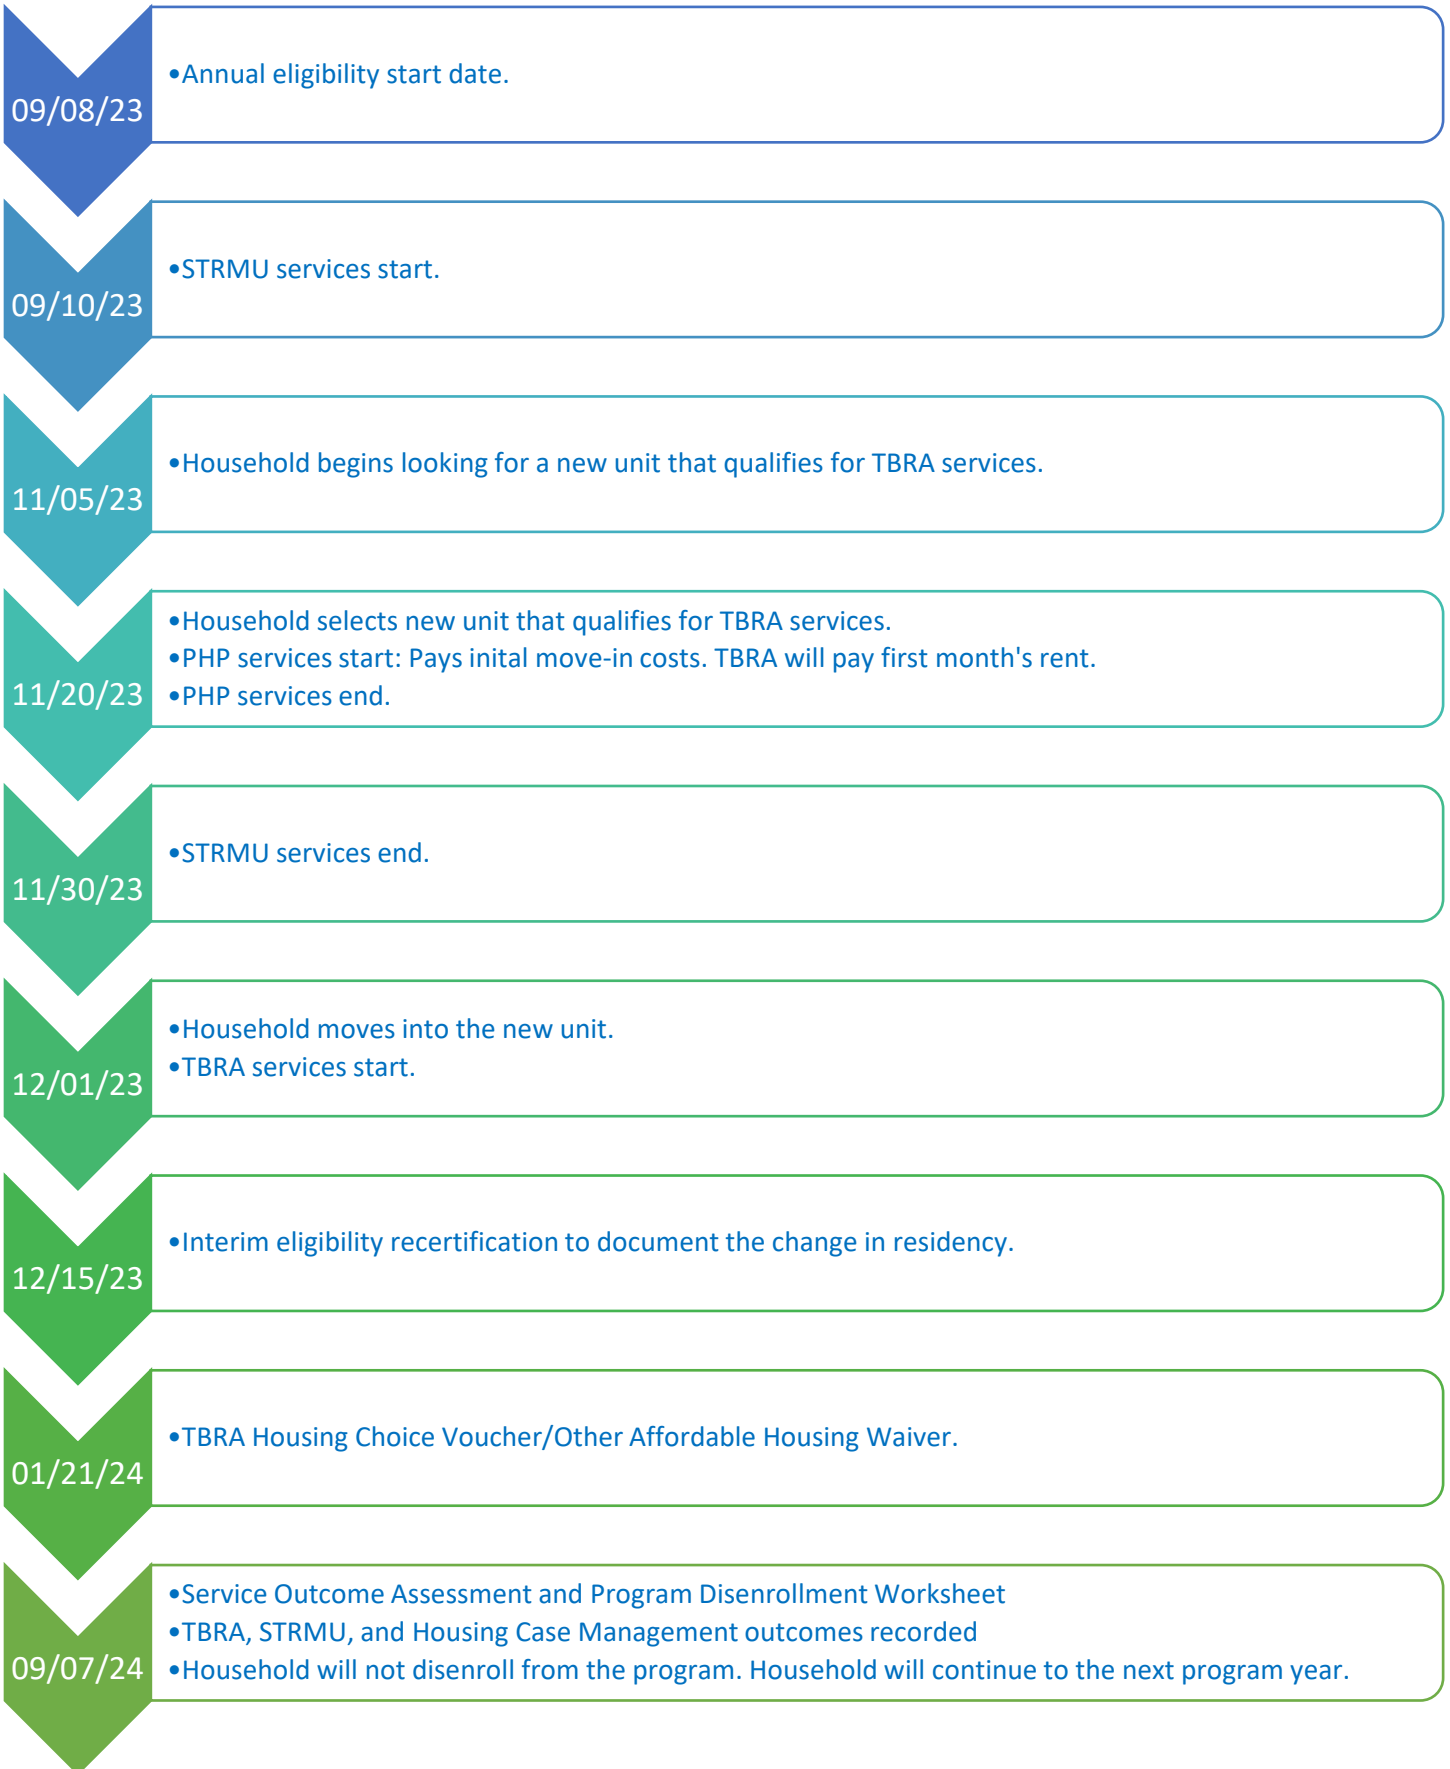 09/08/23
•Annual eligibility start date.
09/10/23
•STRMU services start.
11/05/23
•Household begins looking for a new unit that qualifies for TBRA services.
11/20/23
•Household selects new unit that qualifies for TBRA services.
•PHP services start: Pays inital move-in costs. TBRA will pay first month's rent.
•PHP services end.
11/30/23
•STRMU services end.
12/01/23
•Household moves into the new unit.
•TBRA services start.
12/15/23
•Interim eligibility recertification to document the change in residency.
01/21/24
•TBRA Housing Choice Voucher/Other Affordable Housing Waiver.
09/07/24
•Service Outcome Assessment and Program Disenrollment Worksheet
•TBRA, STRMU, and Housing Case Management outcomes recorded
•Household will not disenroll from the program. Household will continue to the next program year.